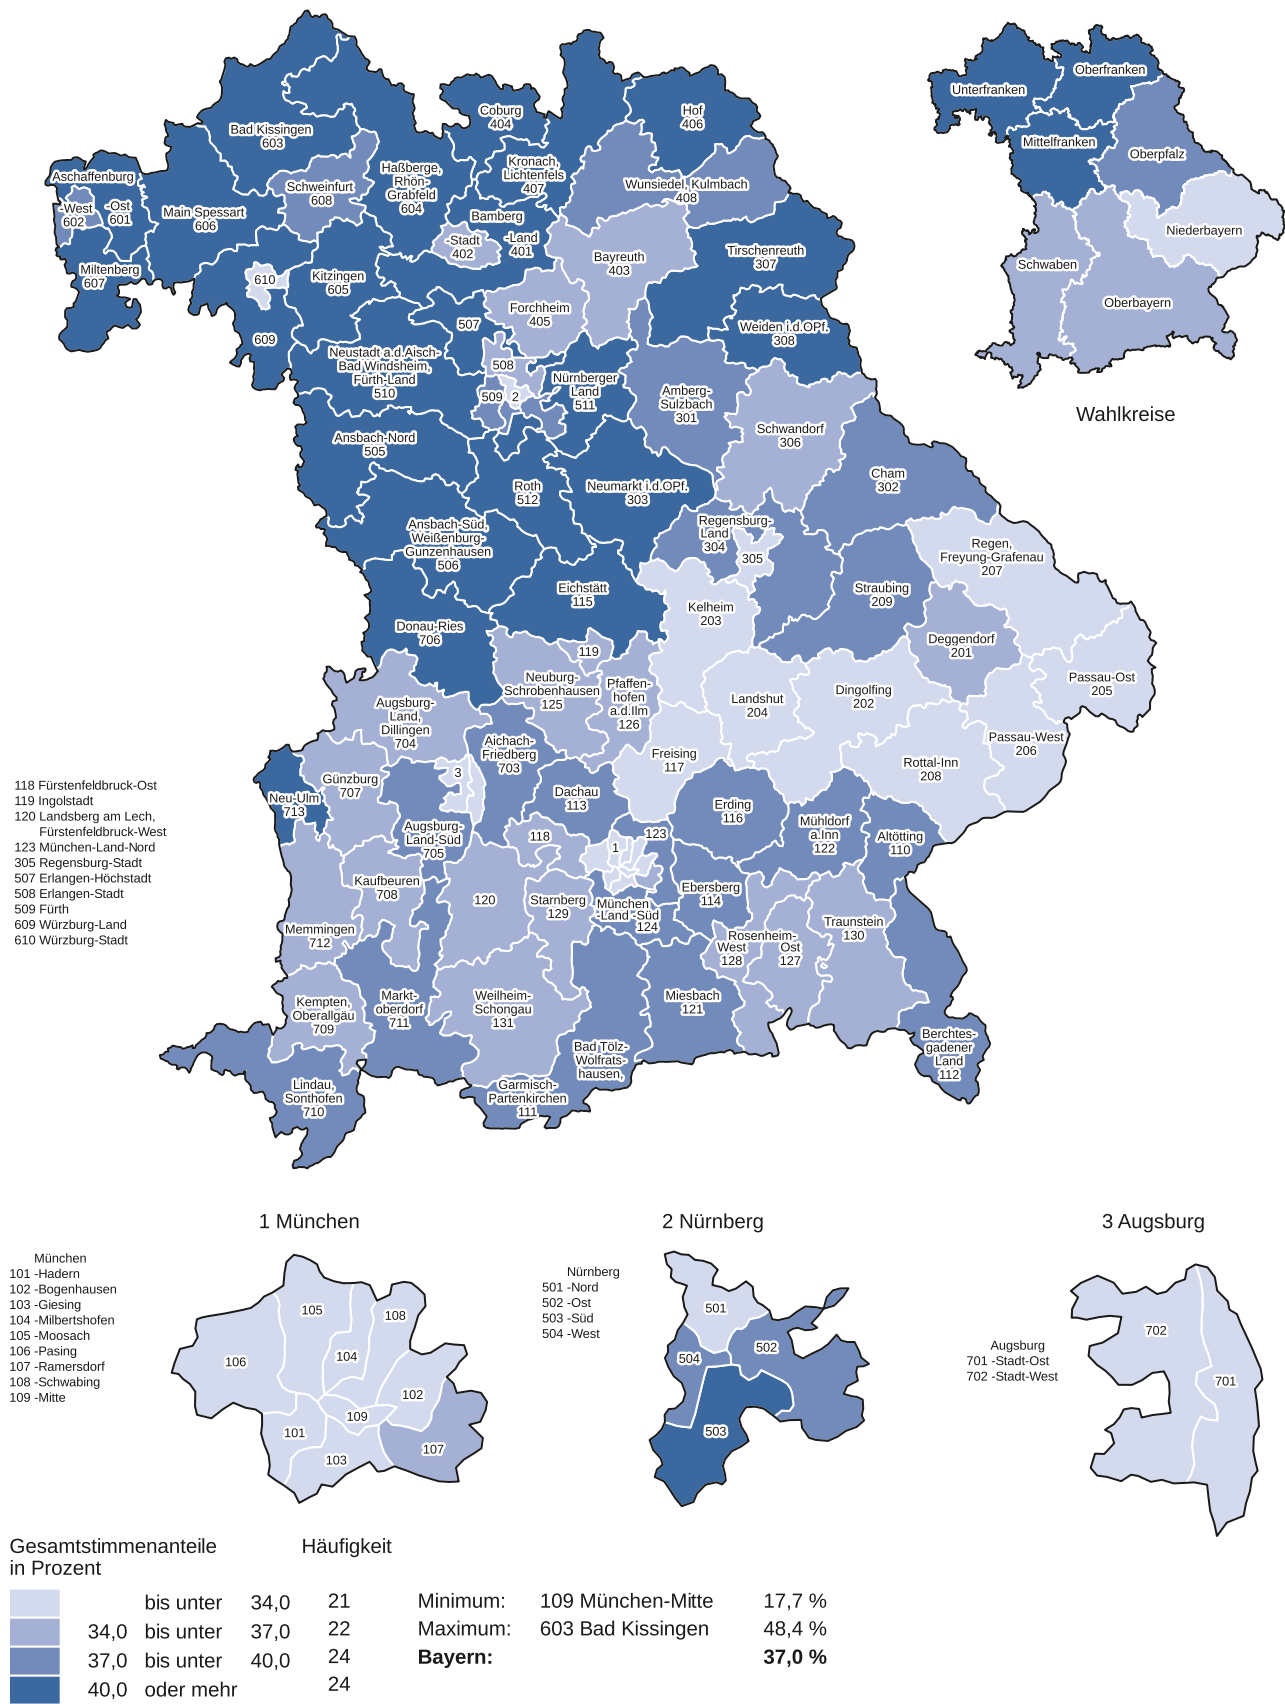 Oberfranken
Unterfranken
Mittelfranken
Oberpfalz
Niederbayern
Schwaben
Oberbayern
Wahlkreise
Coburg
404
Hof
406
Bad Kissingen
603
Kronach,
Lichtenfels
407
Haßberge,
Rhön-
Grabfeld
604
Aschaffenburg
-West
602
-Ost
601
Schweinfurt
608
Wunsiedel, Kulmbach
408
Main Spessart
606
Bamberg
-Stadt
402
-Land
401
Bayreuth
403
Tirschenreuth
307
Miltenberg
607
610
Kitzingen
605
Forchheim
405
507
Weiden i.d.OPf.
308
609
Neustadt a.d.Aisch-
Bad Windsheim,
Fürth-Land
510
508
509
2
Nürnberger
Land
511
Amberg-
Sulzbach
301
Schwandorf
306
Ansbach-Nord
505
Cham
302
Roth
512
Neumarkt i.d.OPf.
303
Ansbach-Süd,
Weißenburg-
Gunzenhausen
506
Regensburg-
Land
304
305
Regen,
Freyung-Grafenau
207
Eichstätt
115
Straubing
209
Kelheim
203
Donau-Ries
706
Deggendorf
201
119
Neuburg-
Schrobenhausen
125
Pfaffen-
hofen
a.d.Ilm
126
Landshut
204
Dingolfing
202
Passau-Ost
205
Augsburg-
Land,
Dillingen
704
Aichach-
Friedberg
703
Freising
117
Passau-West
206
Rottal-Inn
208
3
Günzburg
707
Neu-Ulm
713
Dachau
113
Erding
116
Augsburg-
Land-Süd
705
118
123
1
Mühldorf
a.Inn
122
Altötting
110
Kaufbeuren
708
120
Starnberg
129
München
-Land -Süd
124
Ebersberg
114
Memmingen
712
Rosenheim-
West
128
Ost
127
Traunstein
130
Kempten,
Oberallgäu
709
Markt-
oberdorf
711
Weilheim-
Schongau
131
Miesbach
121
Bad Tölz-
Wolfrats-
hausen,
Garmisch-
Partenkirchen
111
Berchtes-
gadener
Land
112
Lindau,
Sonthofen
710
118 Fürstenfeldbruck-Ost
119 Ingolstadt
120 Landsberg am Lech,
Fürstenfeldbruck-West
123 München-Land-Nord
305 Regensburg-Stadt
507 Erlangen-Höchstadt
508 Erlangen-Stadt
509 Fürth
609 Würzburg-Land
610 Würzburg-Stadt
1 München
München
101 -Hadern
102 -Bogenhausen
103 -Giesing
104 -Milbertshofen
105 -Moosach
106 -Pasing
107 -Ramersdorf
108 -Schwabing
109 -Mitte
105
108
106
104
102
109
101
103
107
2 Nürnberg
Nürnberg
501 -Nord
502 -Ost
503 -Süd
504 -West
501
502
504
503
3 Augsburg
Augsburg
701 -Stadt-Ost
702 -Stadt-West
702
701
Gesamtstimmenanteile
in Prozent
Häufigkeit
bis unter 34,0 21
34,0 bis unter 37,0 22
37,0 bis unter 40,0 24
40,0 oder mehr 24
Minimum: 109 München-Mitte 17,7 %
Maximum: 603 Bad Kissingen 48,4 %
Bayern: 37,0 %